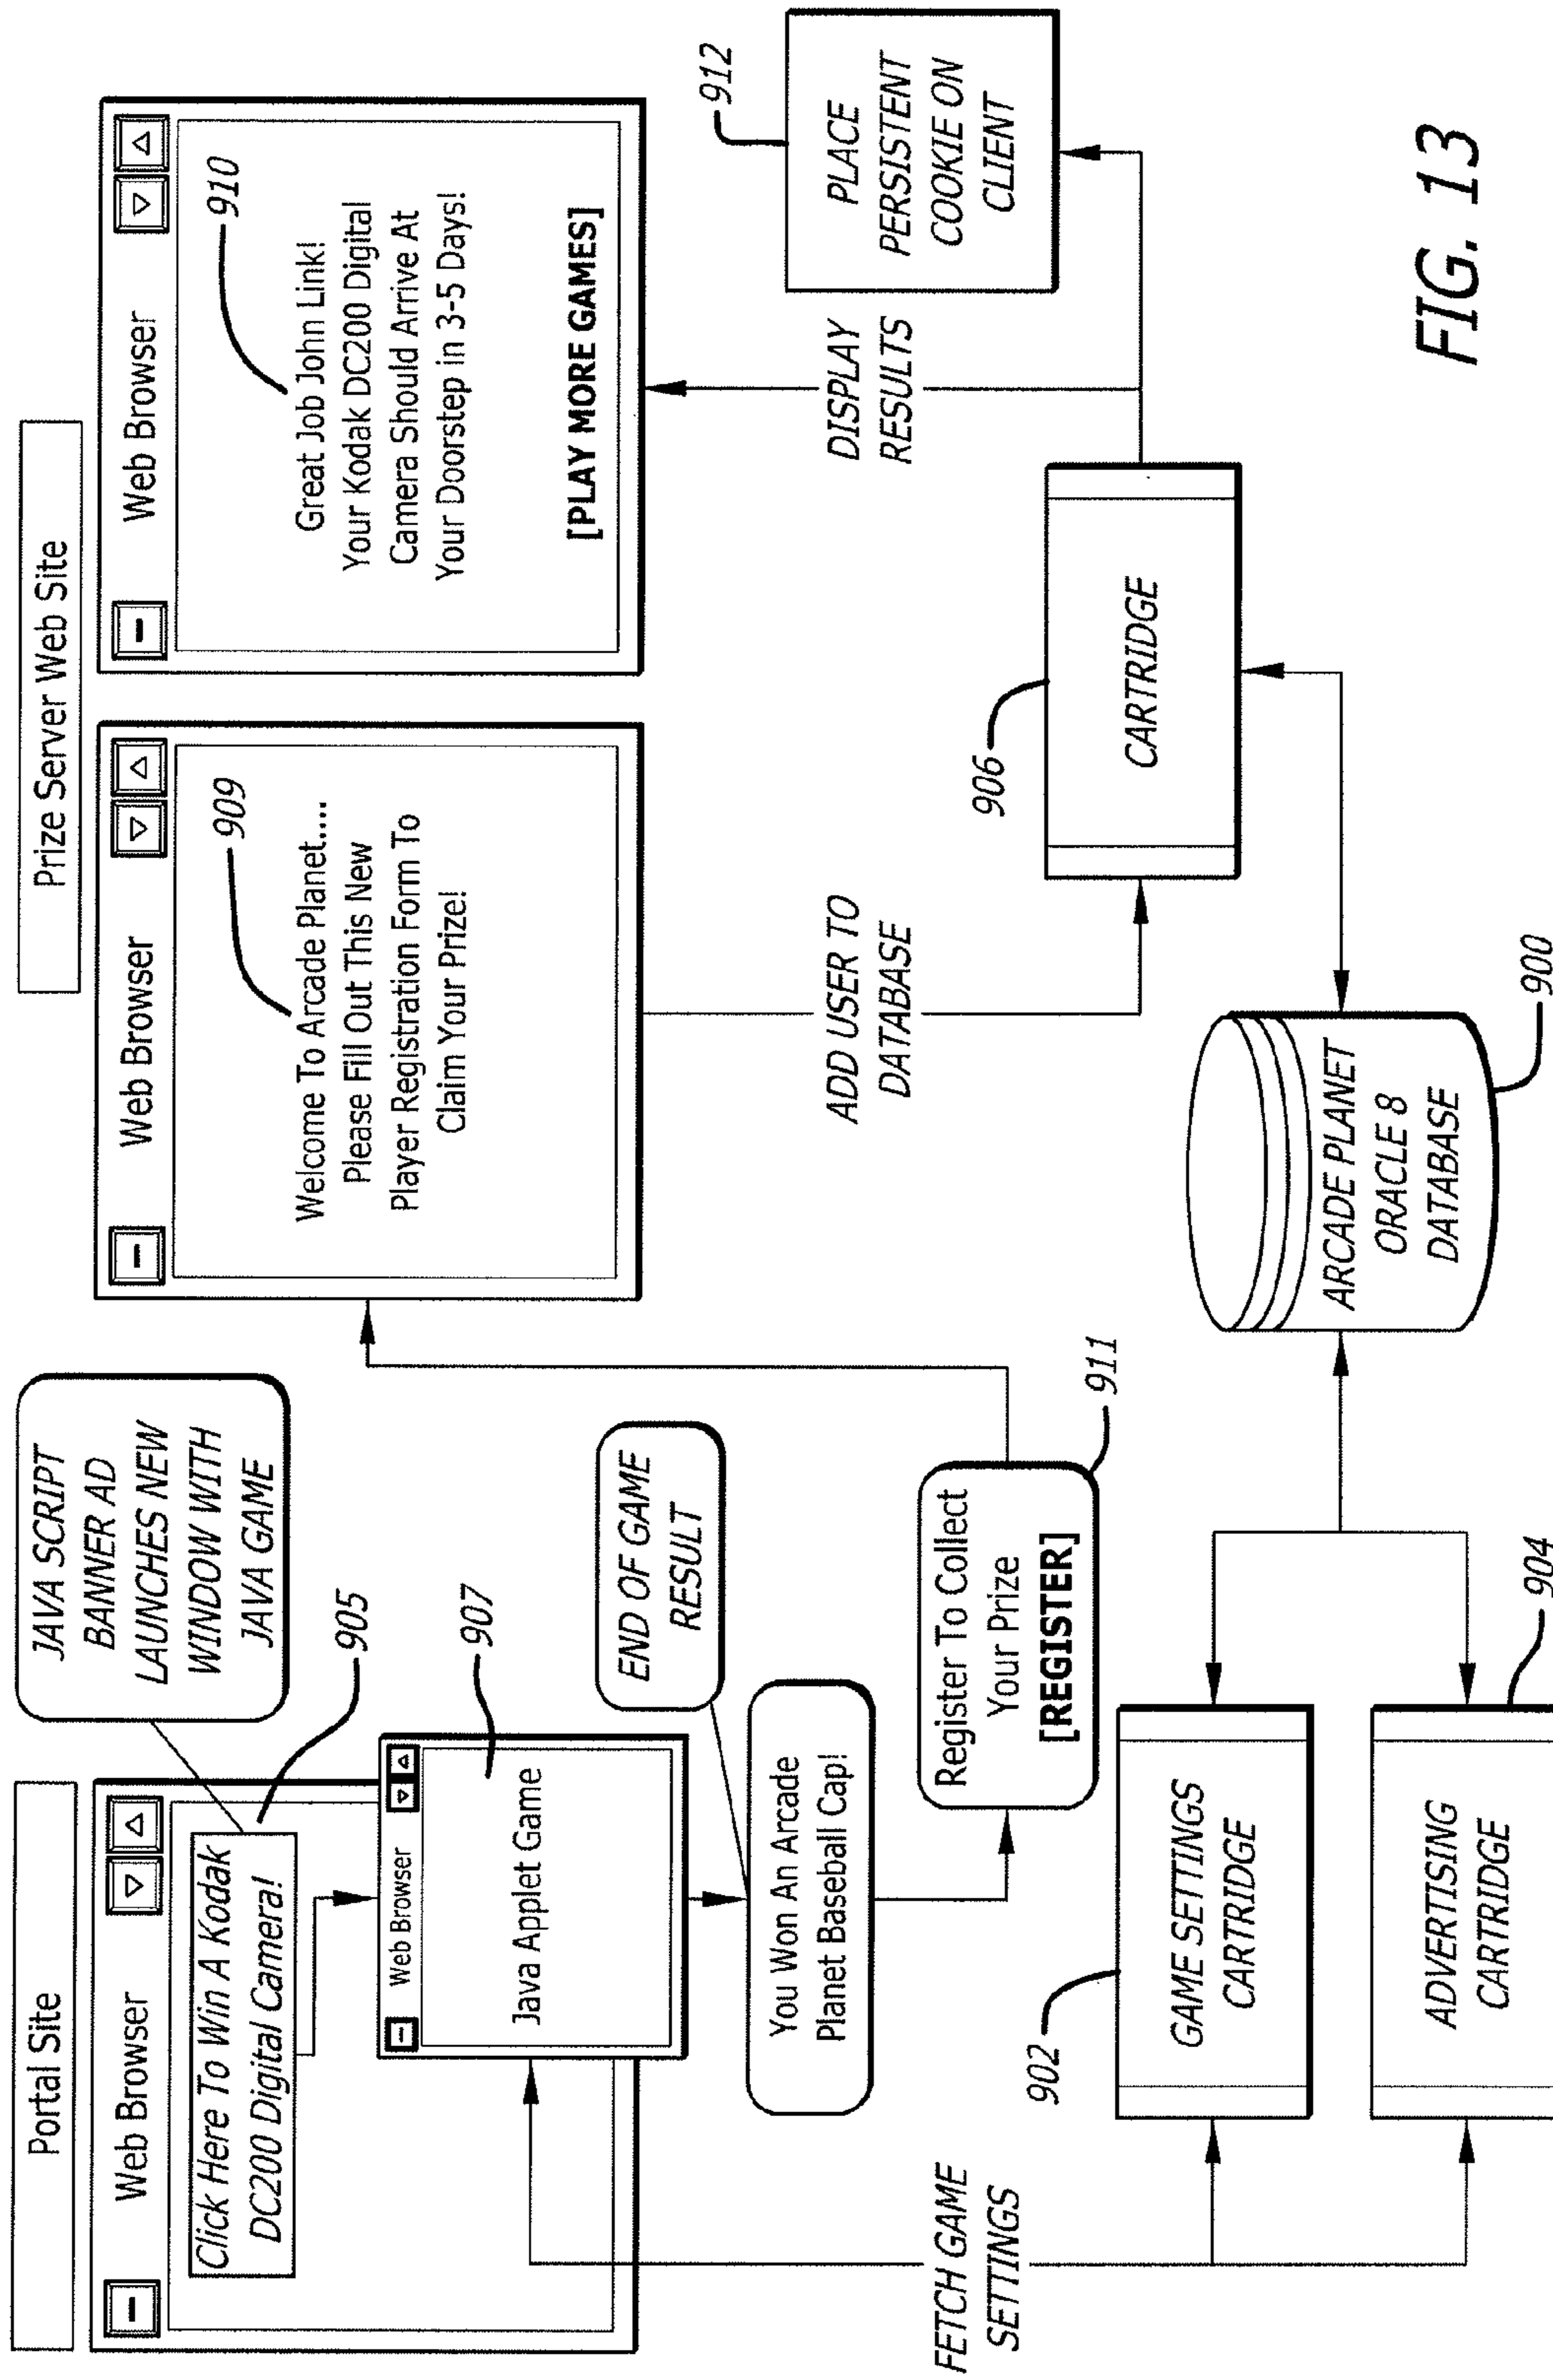 Portal Site
Web Browser
Click Here To Win A Kodak
DC200 Digital Camera!
905
JAVA SCRIPT
BANNER AD
LAUNCHES NEW
WINDOW WITH
JAVA GAME
Web Browser
Java Applet Game
907
END OF GAME
RESULT
You Won An Arcade
Planet Baseball Cap!
Register To Collect
Your Prize
[REGISTER]
911
FETCH GAME
SETTINGS
902
GAME SETTINGS
CARTRIDGE
ADVERTISING
CARTRIDGE
904
Prize Server Web Site
Web Browser
909
Welcome To Arcade Planet....
Please Fill Out This New
Player Registration Form To
Claim Your Prize!
Web Browser
910
Great Job John Link!
Your Kodak DC200 Digital
Camera Should Arrive At
Your Doorstep in 3-5 Days!
[PLAY MORE GAMES]
ADD USER TO
DATABASE
DISPLAY
RESULTS
912
PLACE
PERSISTENT
COOKIE ON
CLIENT
906
CARTRIDGE
ARCADE PLANET
ORACLE 8
DATABASE
900
FIG. 13